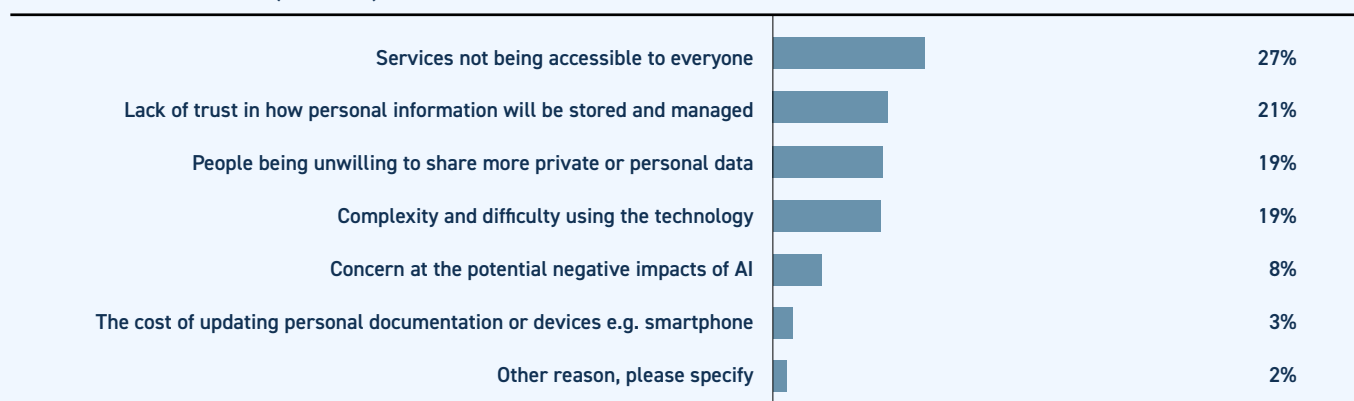 Services not being accessible to everyone 27%
Lack of trust in how personal information will be stored and managed 21%
People being unwilling to share more private or personal data 19%
Complexity and difficulty using the technology 19%
Concern at the potential negative impacts of AI 8%
The cost of updating personal documentation or devices e.g. smartphone 3%
Other reason, please specify 2%